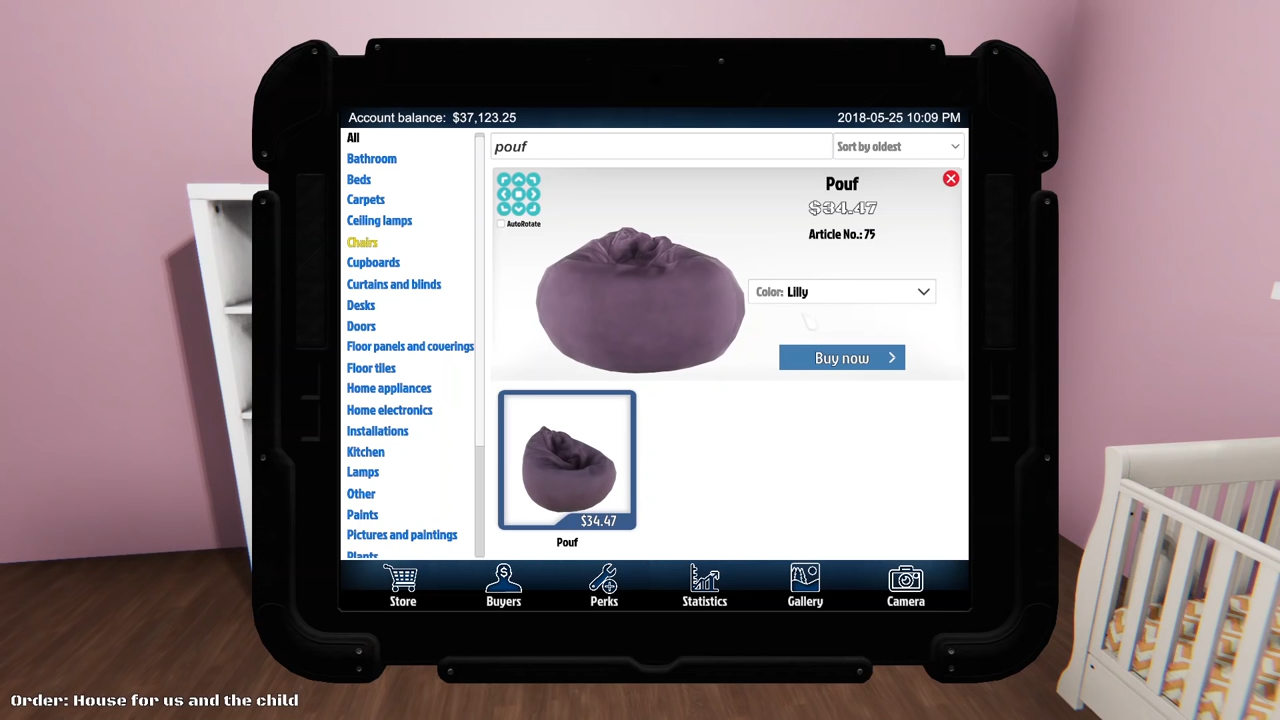 Account balance: $37,123.25
2018-05-25 10:09 PM
All
Bathroom
Beds
Carpets
Ceiling lamps
Chairs
Cupboards
Curtains and blinds
Desks
Doors
Floor panels and coverings
Floor tiles
Home appliances
Home electronics
Installations
Kitchen
Lamps
Other
Paints
Pictures and paintings
Plants
pouf
Sort by oldest
AutoRotate
Pouf
$34.47
Article No.: 75
Color: Lilly
Buy now
$34.47
Pouf
Store
Buyers
Perks
Statistics
Gallery
Camera
Order: House for us and the child